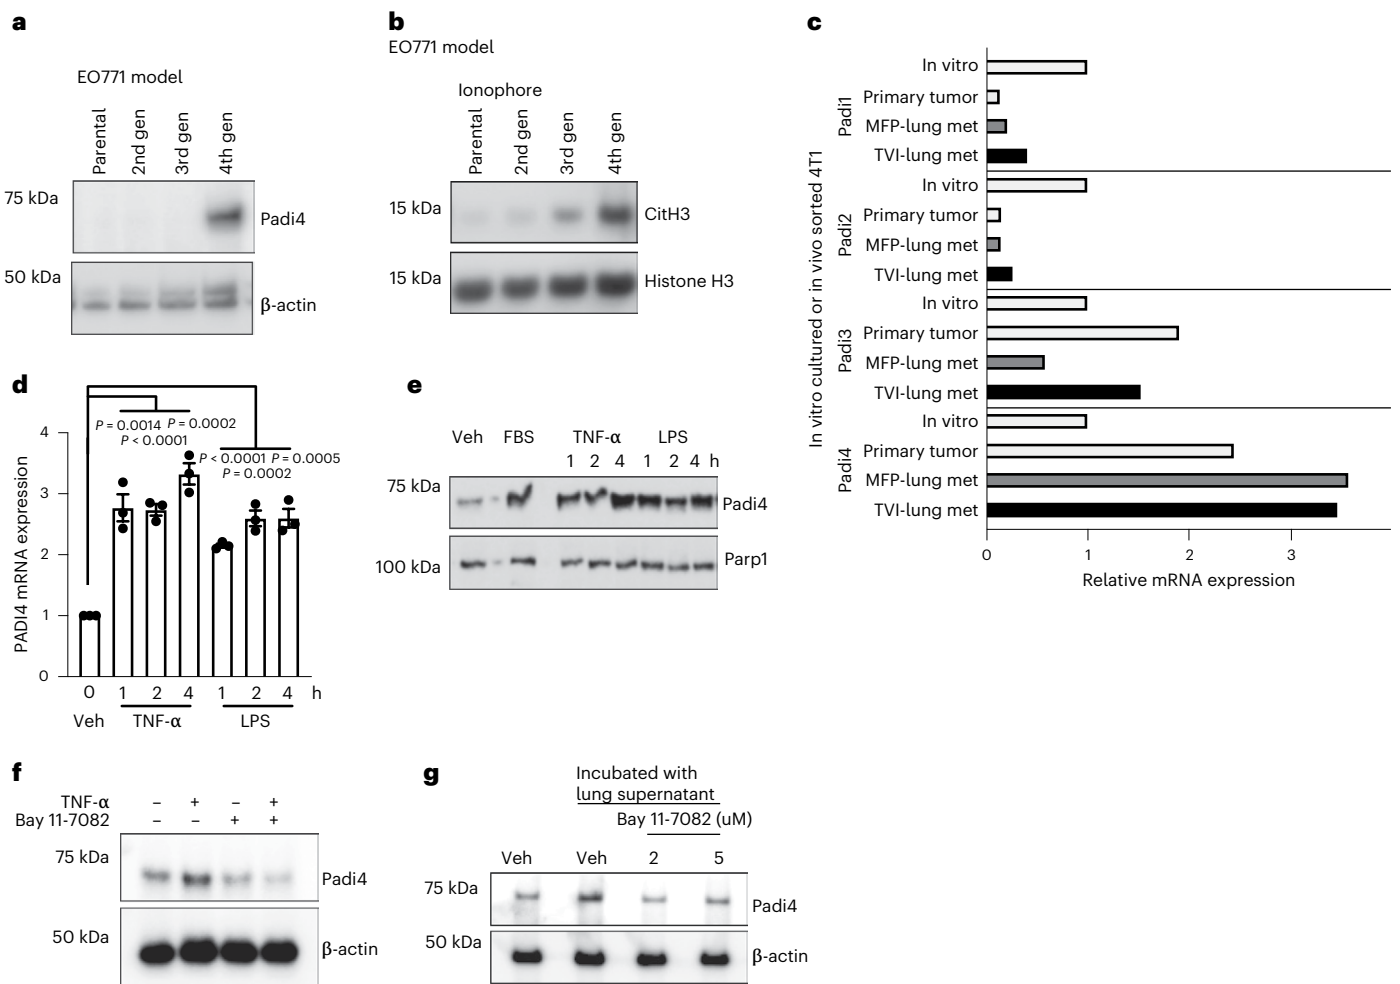 a
EO771 model
Parental
2nd gen
3rd gen
4th gen
75 kDa
Padi4
50 kDa
β-actin
b
EO771 model
Ionophore
Parental
2nd gen
3rd gen
4th gen
15 kDa
CitH3
15 kDa
Histone H3
c
In vitro cultured or in vivo sorted 4T1
Padi1
In vitro
Primary tumor
MFP-lung met
TVI-lung met
Padi2
In vitro
Primary tumor
MFP-lung met
TVI-lung met
Padi3
In vitro
Primary tumor
MFP-lung met
TVI-lung met
Padi4
In vitro
Primary tumor
MFP-lung met
TVI-lung met
0 1 2 3
Relative mRNA expression
d
PADI4 mRNA expression
P = 0.0014 P = 0.0002
P < 0.0001
P < 0.0001 P = 0.0005
P = 0.0002
4
3
2
1
0
0 1 2 4 1 2 4 h
Veh TNF-α LPS
e
Veh FBS TNF-α LPS
1 2 4 1 2 4 h
75 kDa
Padi4
100 kDa
Parp1
f
TNF-α – + – +
Bay 11-7082 – – + +
75 kDa
Padi4
50 kDa
β-actin
g
Incubated with
lung supernatant
Bay 11-7082 (uM)
Veh Veh 2 5
75 kDa
Padi4
50 kDa
β-actin